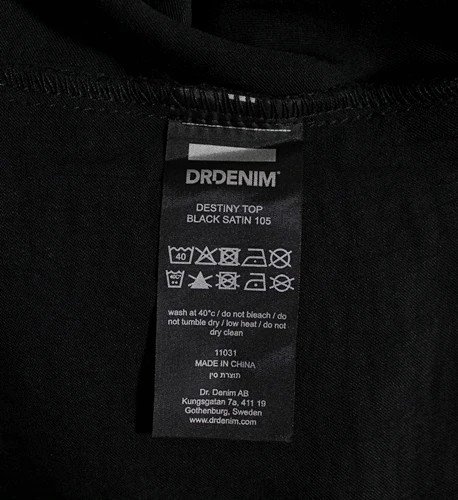 DRDENIM®
DESTINY TOP
BLACK SATIN 105
40
40C°
wash at 40°c / do not bleach / do
not tumble dry / low heat / do not
dry clean
11031
MADE IN CHINA
תוצרת סין
Dr. Denim AB
Kungsgatan 7a, 411 19
Gothenburg, Sweden
www.drdenim.com